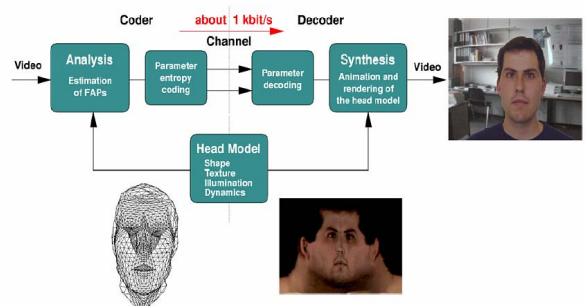 Coder
about 1 kbit/s
Decoder
Channel
Video
Analysis
Estimation
of FAPs
Parameter
entropy
coding
Parameter
decoding
Synthesis
Animation and
rendering of
the head model
Video
Head Model
Shape
Texture
Illumination
Dynamics